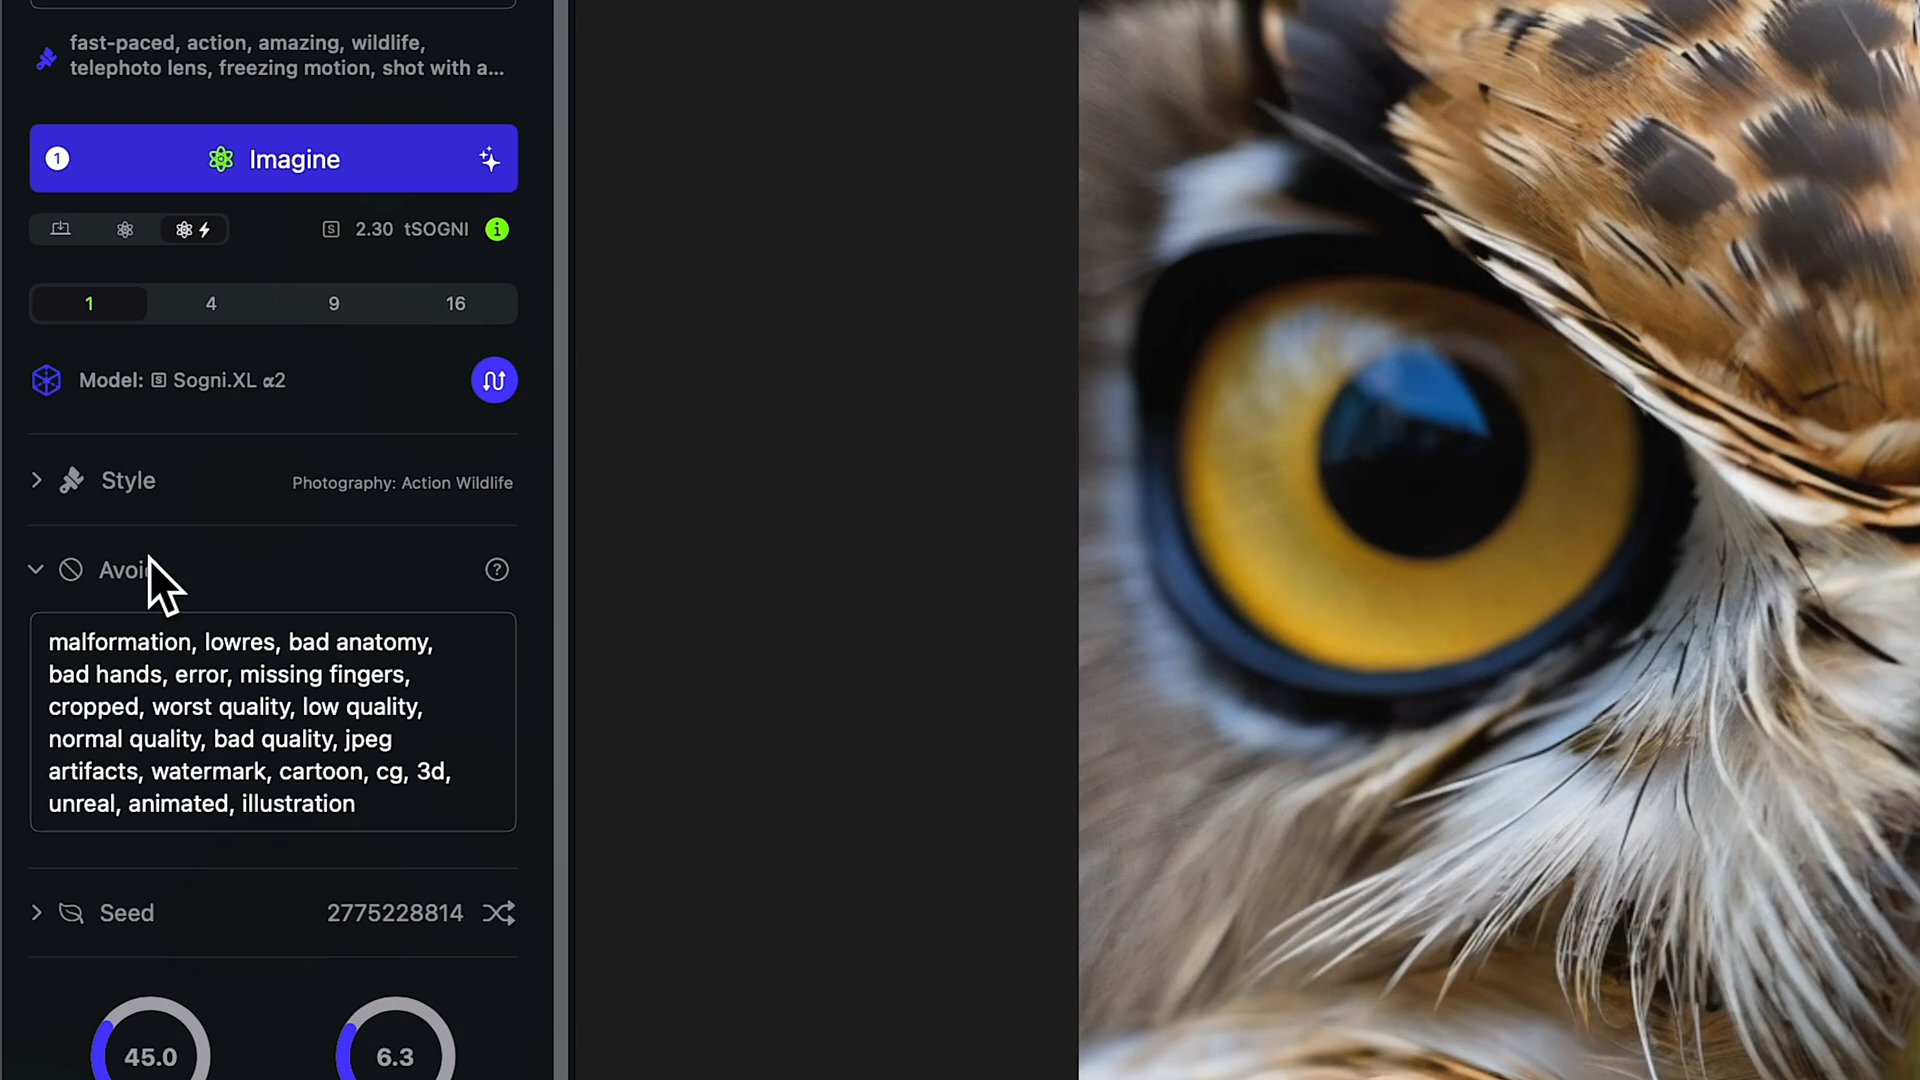 fast-paced, action, amazing, wildlife,
telephoto lens, freezing motion, shot with a...
1 Imagine
2.30 tSOGNI
1 4 9 16
Model: S Sogni.XL α2
Style Photography: Action Wildlife
Avoi
malformation, lowres, bad anatomy,
bad hands, error, missing fingers,
cropped, worst quality, low quality,
normal quality, bad quality, jpeg
artifacts, watermark, cartoon, cg, 3d,
unreal, animated, illustration
Seed 2775228814
45.0 6.3